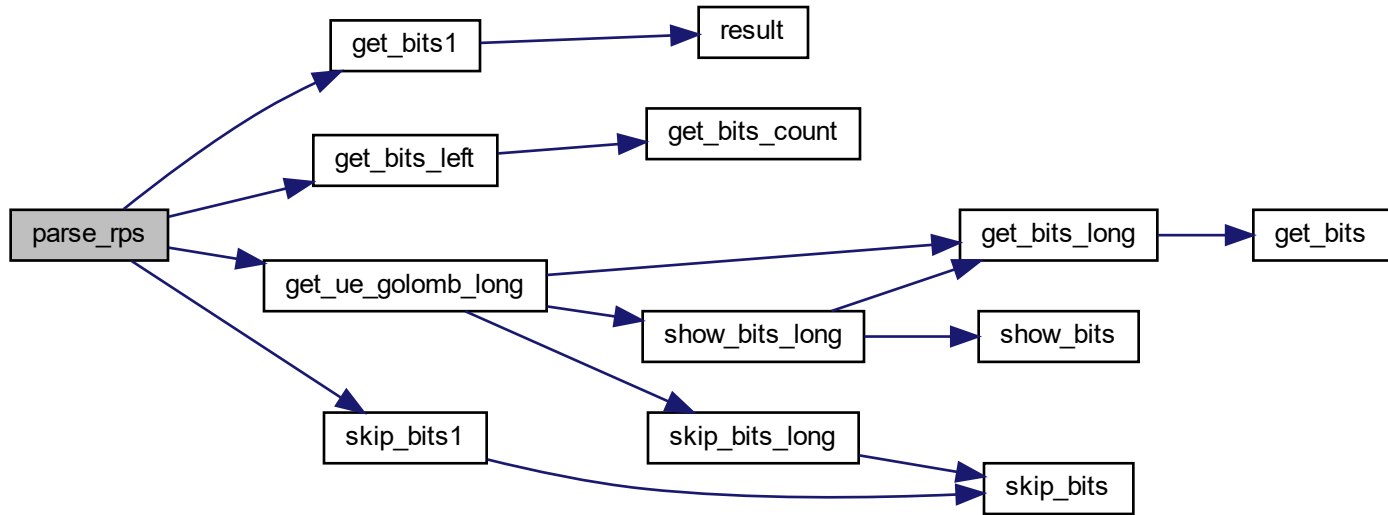 parse_rps
get_bits1
result
get_bits_left
get_bits_count
get_ue_golomb_long
get_bits_long
get_bits
show_bits_long
show_bits
skip_bits1
skip_bits_long
skip_bits